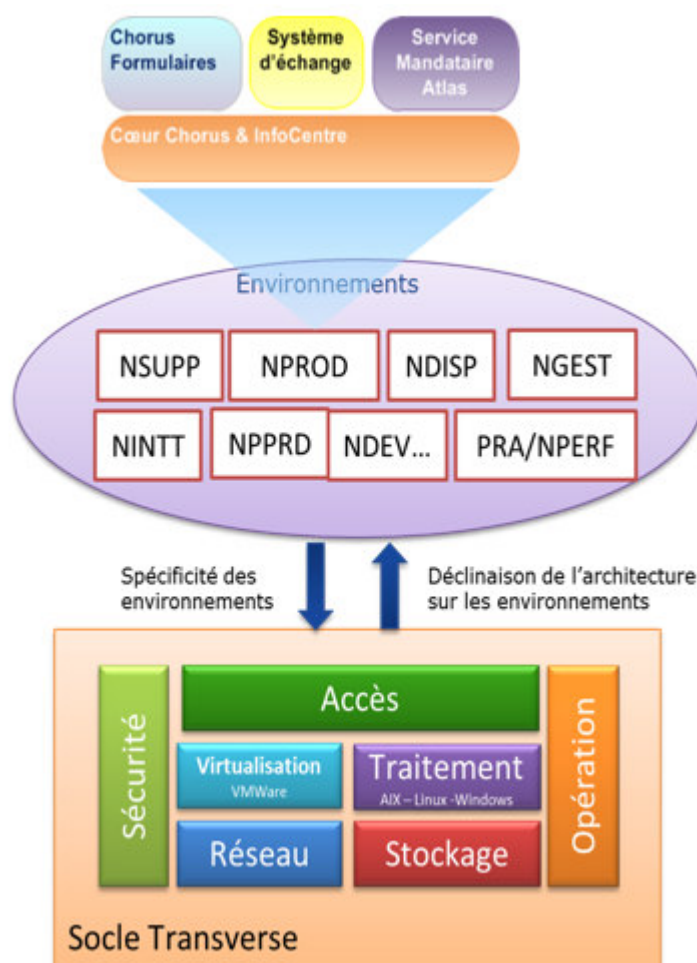 Chorus
Formulaires
Système
d'échange
Service
Mandataire
Atlas
Cœur Chorus & InfoCentre
Environnements
NSUPP
NPROD
NDISP
NGEST
NINTT
NPPRD
NDEV...
PRA/NPERF
Spécificité des
environnements
Déclinaison de l'architecture
sur les environnements
Sécurité
Accès
Opération
Virtualisation
VMWare
Traitement
AIX – Linux -Windows
Réseau
Stockage
Socle Transverse